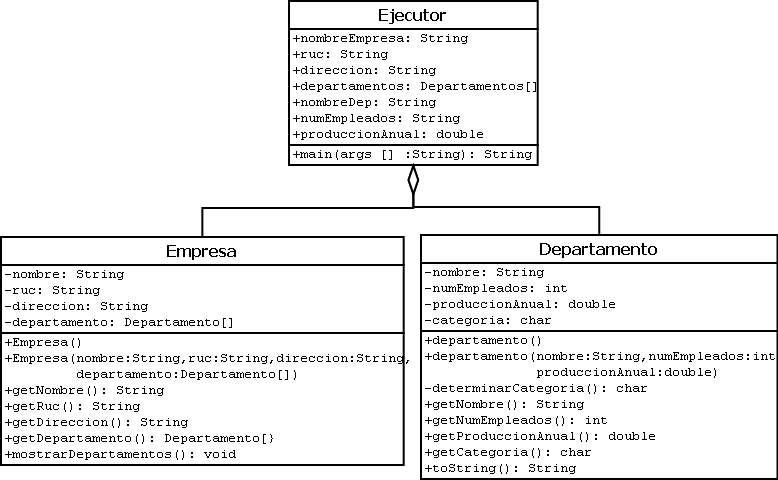 Ejecutor
+nombreEmpresa: String
+ruc: String
+direccion: String
+departamentos: Departamentos[]
+nombreDep: String
+numEmpleados: String
+produccionAnual: double
+main(args [] :String): String
Empresa
-nombre: String
-ruc: String
-direccion: String
-departamento: Departamento[]
+Empresa()
+Empresa(nombre:String,ruc:String,direccion:String,
departamento:Departamento[])
+getNombre(): String
+getRuc(): String
+getDireccion(): String
+getDepartamento(): Departamento[}
+mostrarDepartamentos(): void
Departamento
-nombre: String
-numEmpleados: int
-produccionAnual: double
-categoria: char
+departamento()
+departamento(nombre:String,numEmpleados:int
produccionAnual:double)
-determinarCategoria(): char
+getNombre(): String
+getNumEmpleados(): int
+getProduccionAnual(): double
+getCategoria(): char
+toString(): String